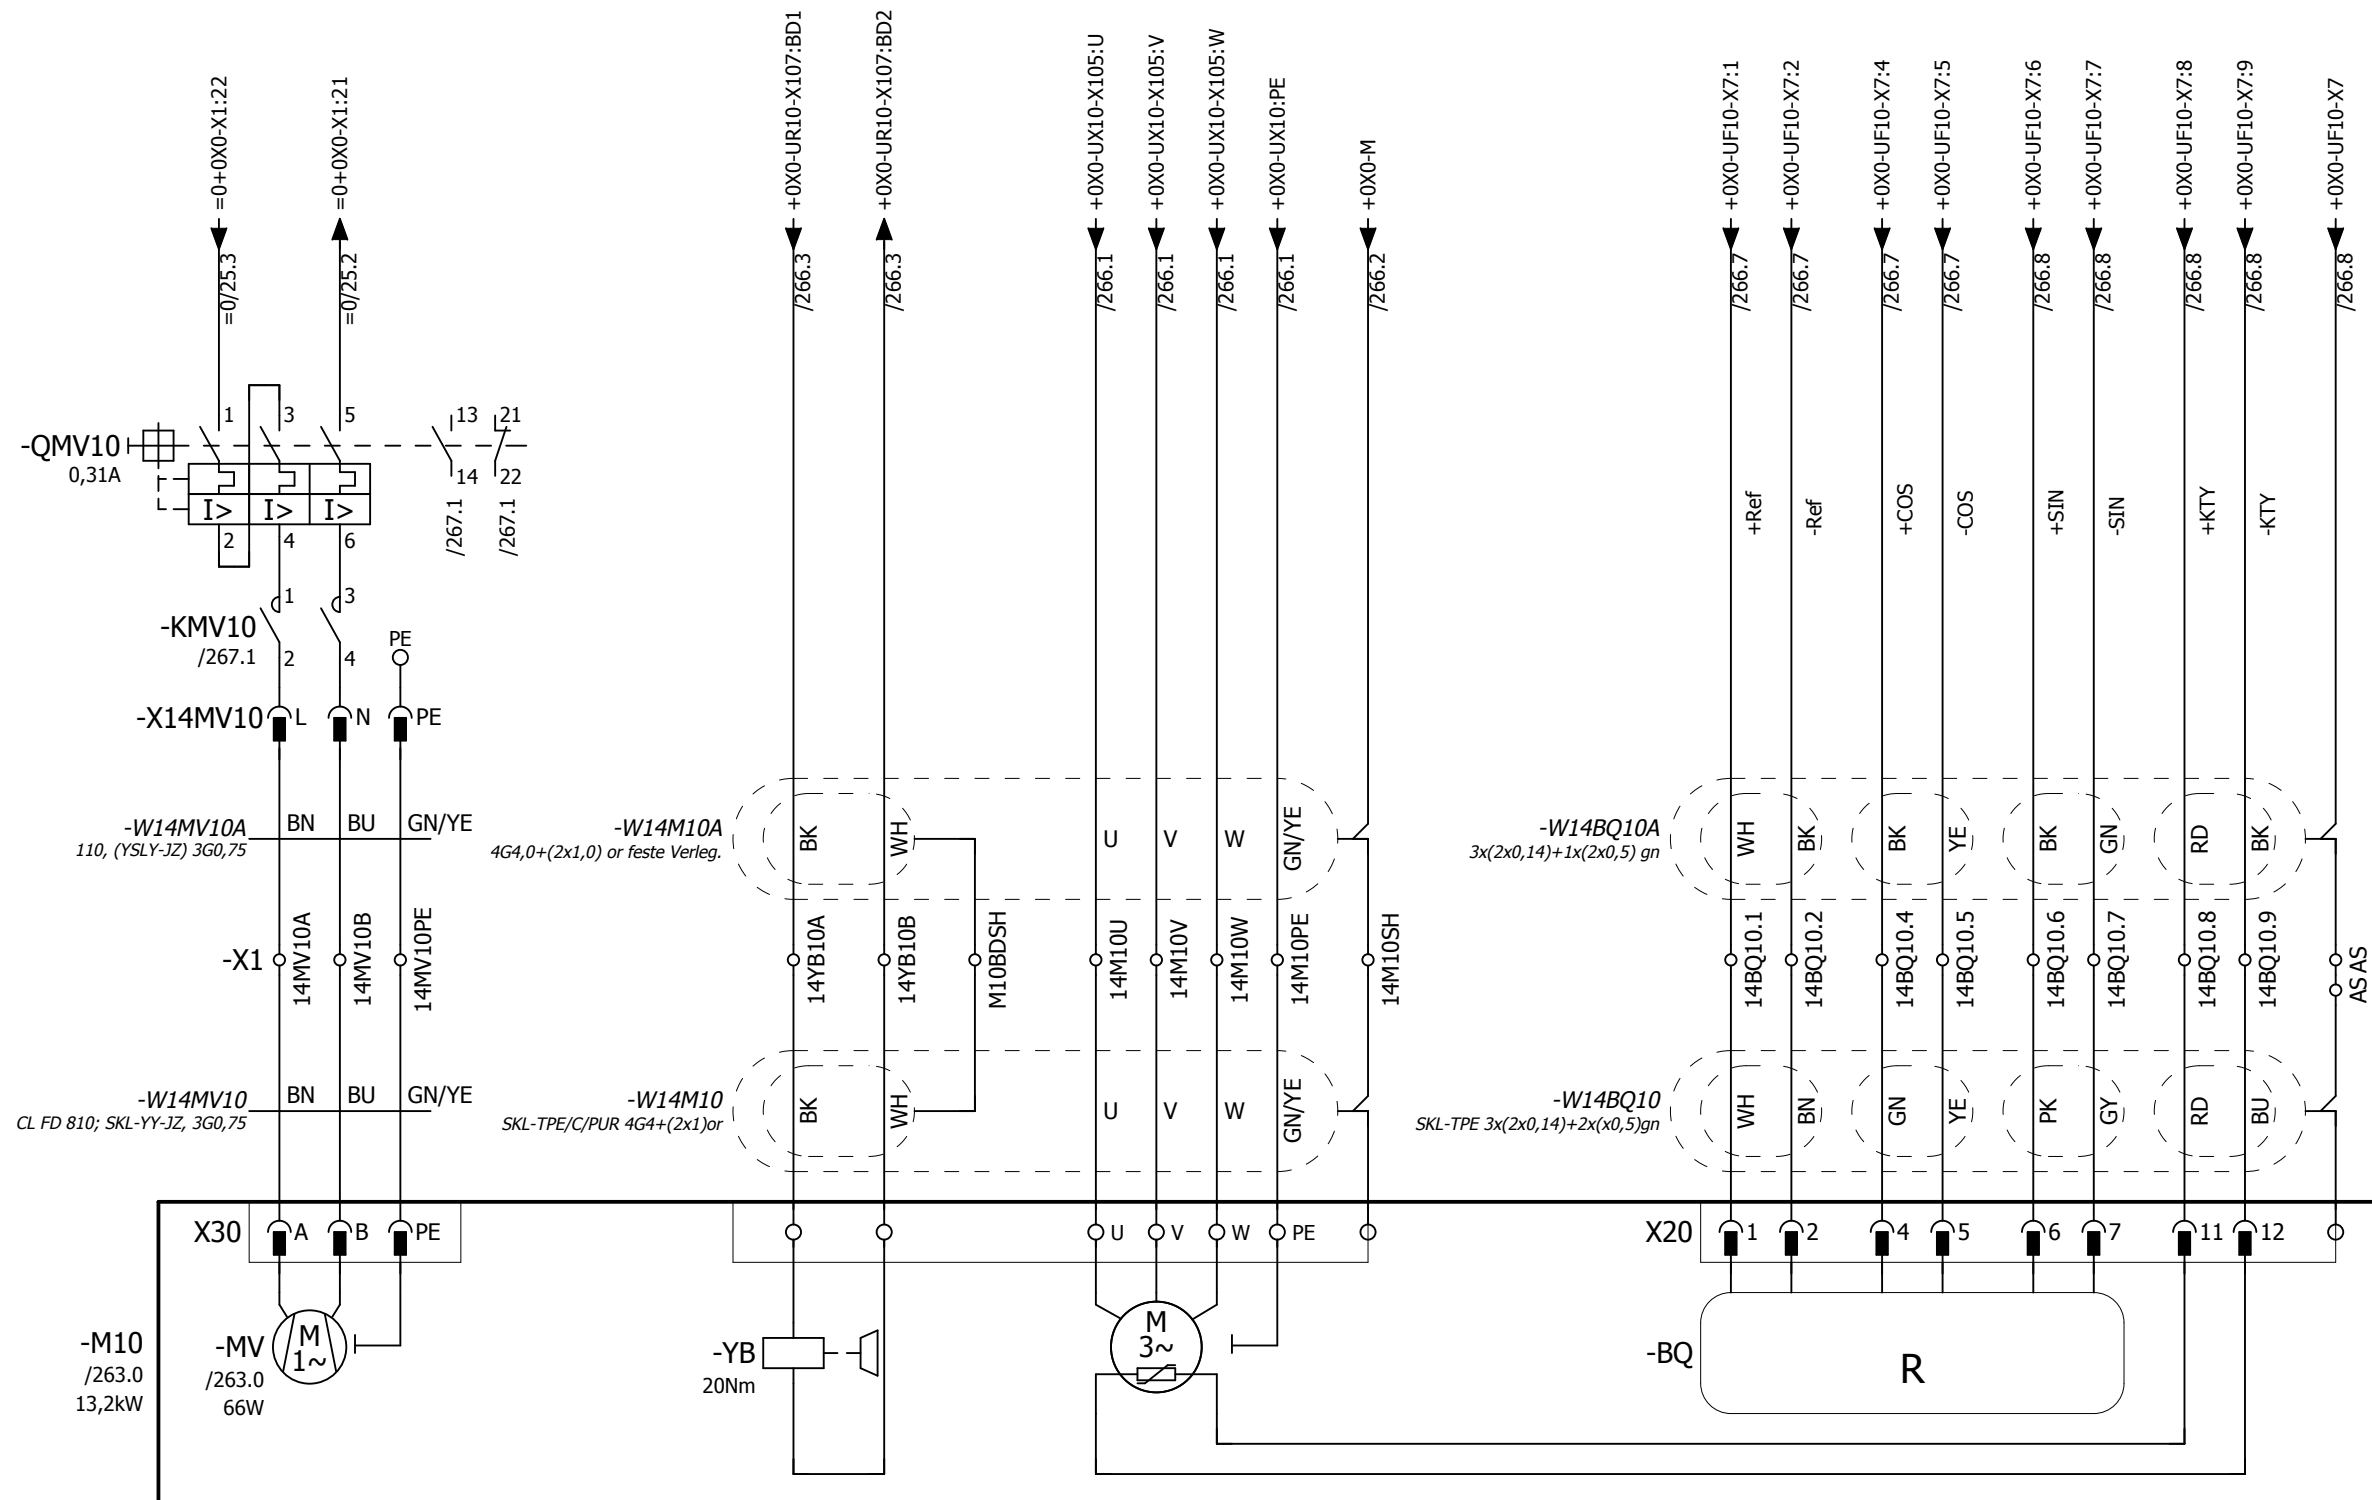 =0+0X0-X1:22
=0+0X0-X1:21
+0X0-UR10-X107:BD1
+0X0-UR10-X107:BD2
+0X0-UX10-X105:U
+0X0-UX10-X105:V
+0X0-UX10-X105:W
+0X0-UX10:PE
+0X0-M
+0X0-UF10-X7:1
+0X0-UF10-X7:2
+0X0-UF10-X7:4
+0X0-UF10-X7:5
+0X0-UF10-X7:6
+0X0-UF10-X7:7
+0X0-UF10-X7:8
+0X0-UF10-X7:9
+0X0-UF10-X7
=0/25.3
=0/25.2
/266.3
/266.3
/266.1
/266.1
/266.1
/266.1
/266.2
/266.7
/266.7
/266.7
/266.7
/266.8
/266.8
/266.8
/266.8
/266.8
1 3 5 13 21
-QMV10
0,31A
14 22
I> I> I>
2 4 6
/267.1
/267.1
+Ref
-Ref
+COS
-COS
+SIN
-SIN
+KTY
-KTY
1 3
-KMV10
/267.1
2 4
PE
-X14MV10 L N PE
-W14MV10A BN BU GN/YE
110, (YSLY-JZ) 3G0,75
-W14M10A
4G4,0+(2x1,0) or feste Verleg.
BK WH U V W GN/YE
-W14BQ10A
3x(2x0,14)+1x(2x0,5) gn
WH BK BK YE BK GN RD BK
-X1
14MV10A
14MV10B
14MV10PE
14YB10A
14YB10B
M10BDSH
14M10U
14M10V
14M10W
14M10PE
14M10SH
14BQ10.1
14BQ10.2
14BQ10.4
14BQ10.5
14BQ10.6
14BQ10.7
14BQ10.8
14BQ10.9
AS AS
-W14MV10 BN BU GN/YE
CL FD 810; SKL-YY-JZ, 3G0,75
-W14M10
SKL-TPE/C/PUR 4G4+(2x1)or
BK WH U V W GN/YE
-W14BQ10
SKL-TPE 3x(2x0,14)+2x(x0,5)gn
WH BN GN YE PK GY RD BU
X30 A B PE
U V W PE
X20 1 2 4 5 6 7 11 12
-M10
/263.0
13,2kW
-MV
/263.0
66W
M
1~
-YB
20Nm
M
3~
-BQ
R